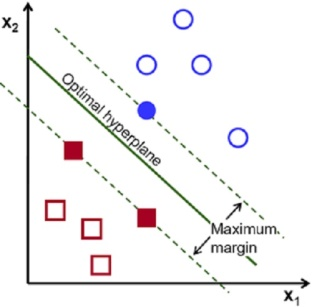 x2
Optimal hyperplane
Maximum
margin
x1